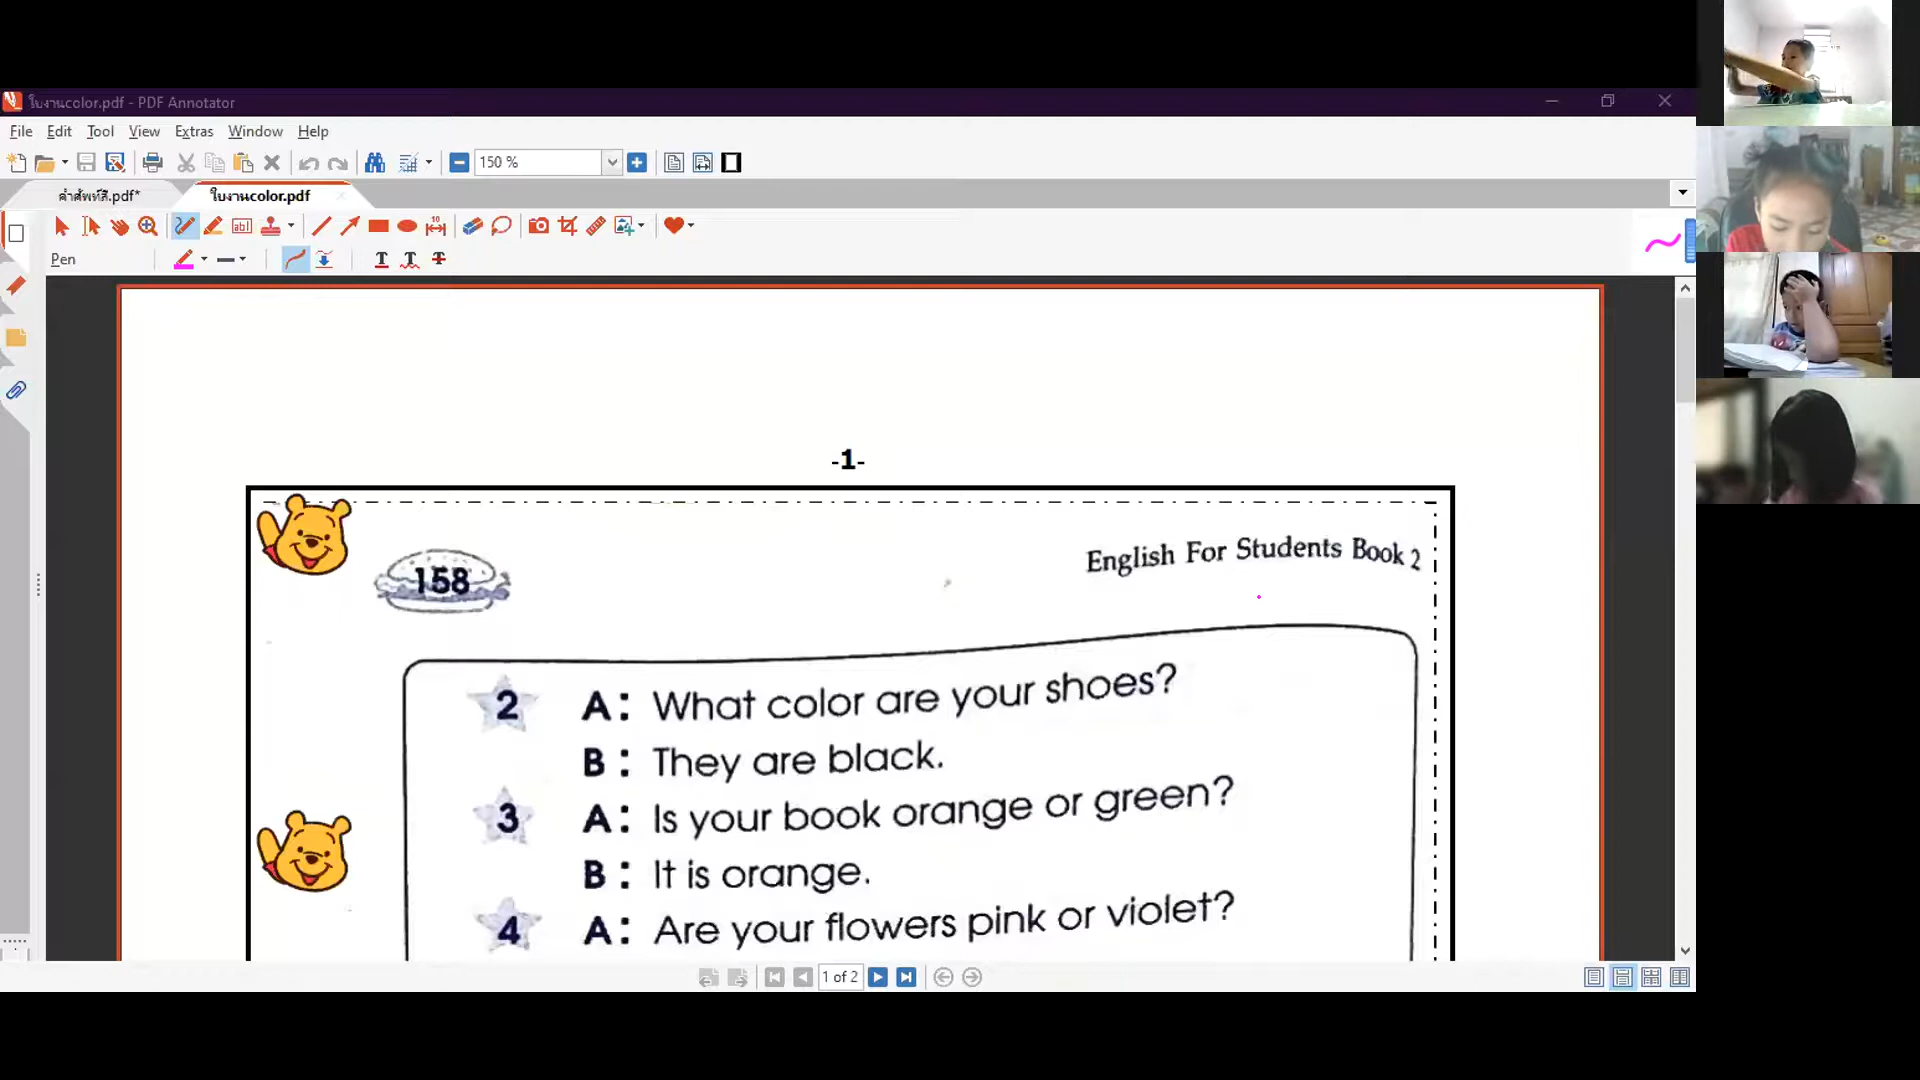 ใบงานcolor.pdf - PDF Annotator
File Edit Tool View Extras Window Help
150 %
คำศัพท์สี.pdf*
ใบงานcolor.pdf
Pen
-1-
158
English For Students Book 2
2 A: What color are your shoes?
B: They are black.
3 A: Is your book orange or green?
B: It is orange.
4 A: Are your flowers pink or violet?
1 of 2